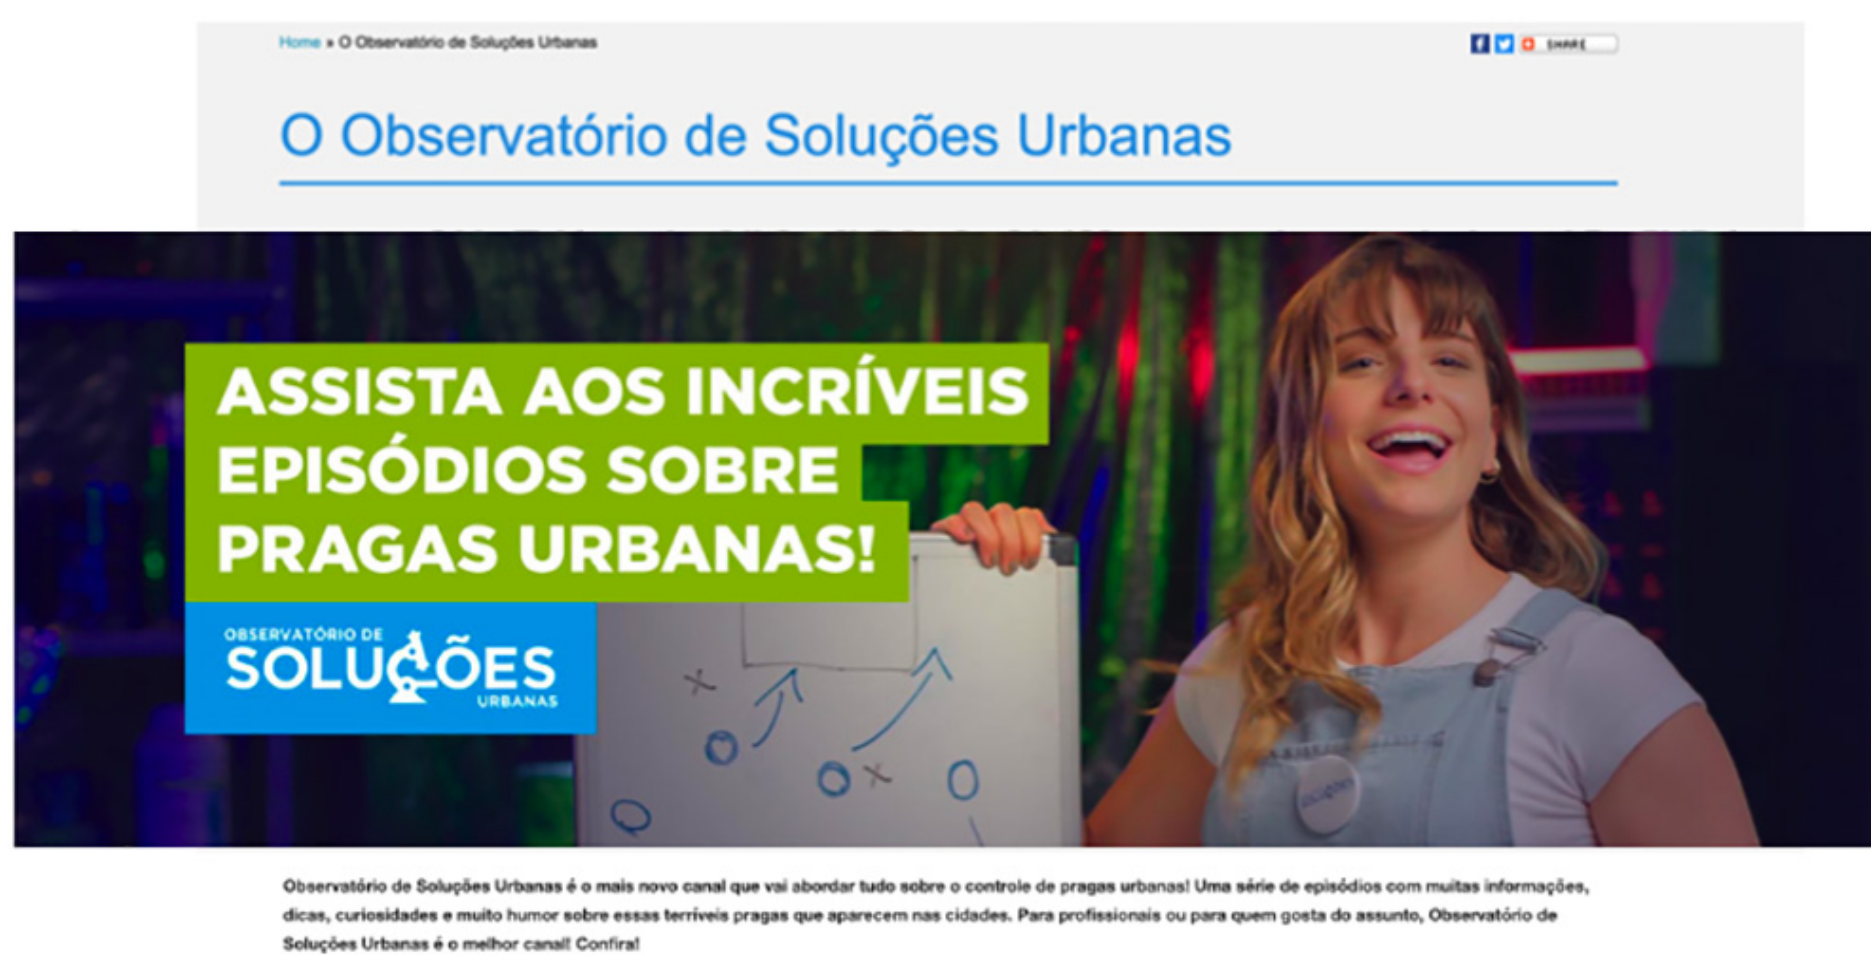 Home » O Observatório de Soluções Urbanas
SHARE
O Observatório de Soluções Urbanas
ASSISTA AOS INCRÍVEIS
EPISÓDIOS SOBRE
PRAGAS URBANAS!
OBSERVATÓRIO DE
SOLUÇÕES
URBANAS
Observatório de Soluções Urbanas é o mais novo canal que vai abordar tudo sobre o controle de pragas urbanas! Uma série de episódios com muitas informações,
dicas, curiosidades e muito humor sobre essas terríveis pragas que aparecem nas cidades. Para profissionais ou para quem gosta do assunto, Observatório de
Soluções Urbanas é o melhor canal! Confira!